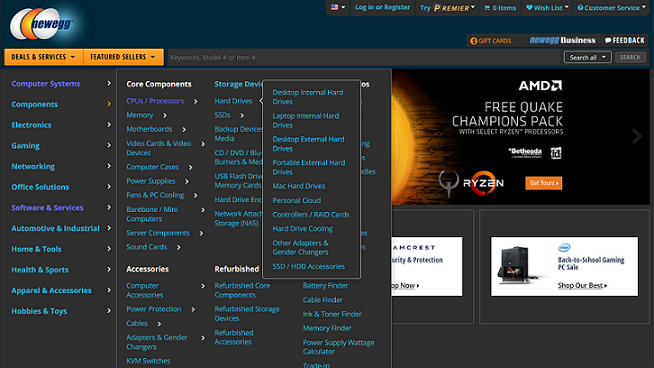 newegg
Log in or Register
Try PREMIER
0 Items
Wish List
Customer Service
GIFT CARDS
newegg Business
FEEDBACK
DEALS & SERVICES
FEATURED SELLERS
Keywords, Model # or Item #
Search all
SEARCH
Computer Systems
Components
Electronics
Gaming
Networking
Office Solutions
Software & Services
Automotive & Industrial
Home & Tools
Health & Sports
Apparel & Accessories
Hobbies & Toys
Core Components
CPUs / Processors
Memory
Motherboards
Video Cards & Video
Devices
Computer Cases
Power Supplies
Fans & PC Cooling
Barebone / Mini
Computers
Server Components
Sound Cards
Accessories
Computer
Accessories
Power Protection
Cables
Adapters & Gender
Changers
KVM Switches
Storage Devic
Hard Drives
SSDs
Backup Devices
Media
CD / DVD / Blu-
Burners & Med
USB Flash Driv
Memory Cards
Hard Drive Enc
Network Attach
Storage (NAS)
Refurbished
Refurbished Core
Components
Refurbished Storage
Devices
Refurbished
Accessories
Desktop Internal Hard
Drives
Laptop Internal Hard
Drives
Desktop External Hard
Drives
Portable External Hard
Drives
Mac Hard Drives
Personal Cloud
Controllers / RAID Cards
Hard Drive Cooling
Other Adapters &
Gender Changers
SSD / HDD Accessories
os
ndles
Battery Finder
Cable Finder
Ink & Toner Finder
Memory Finder
Power Supply Wattage
Calculator
Trade-in
AMD
FREE QUAKE
CHAMPIONS PACK
WITH SELECT RYZEN™ PROCESSORS
Bethesda
RYZEN
Get Yours
AMCREST
urity & Protection
op Now
intel
Back-to-School Gaming
PC Sale
Shop Our Best